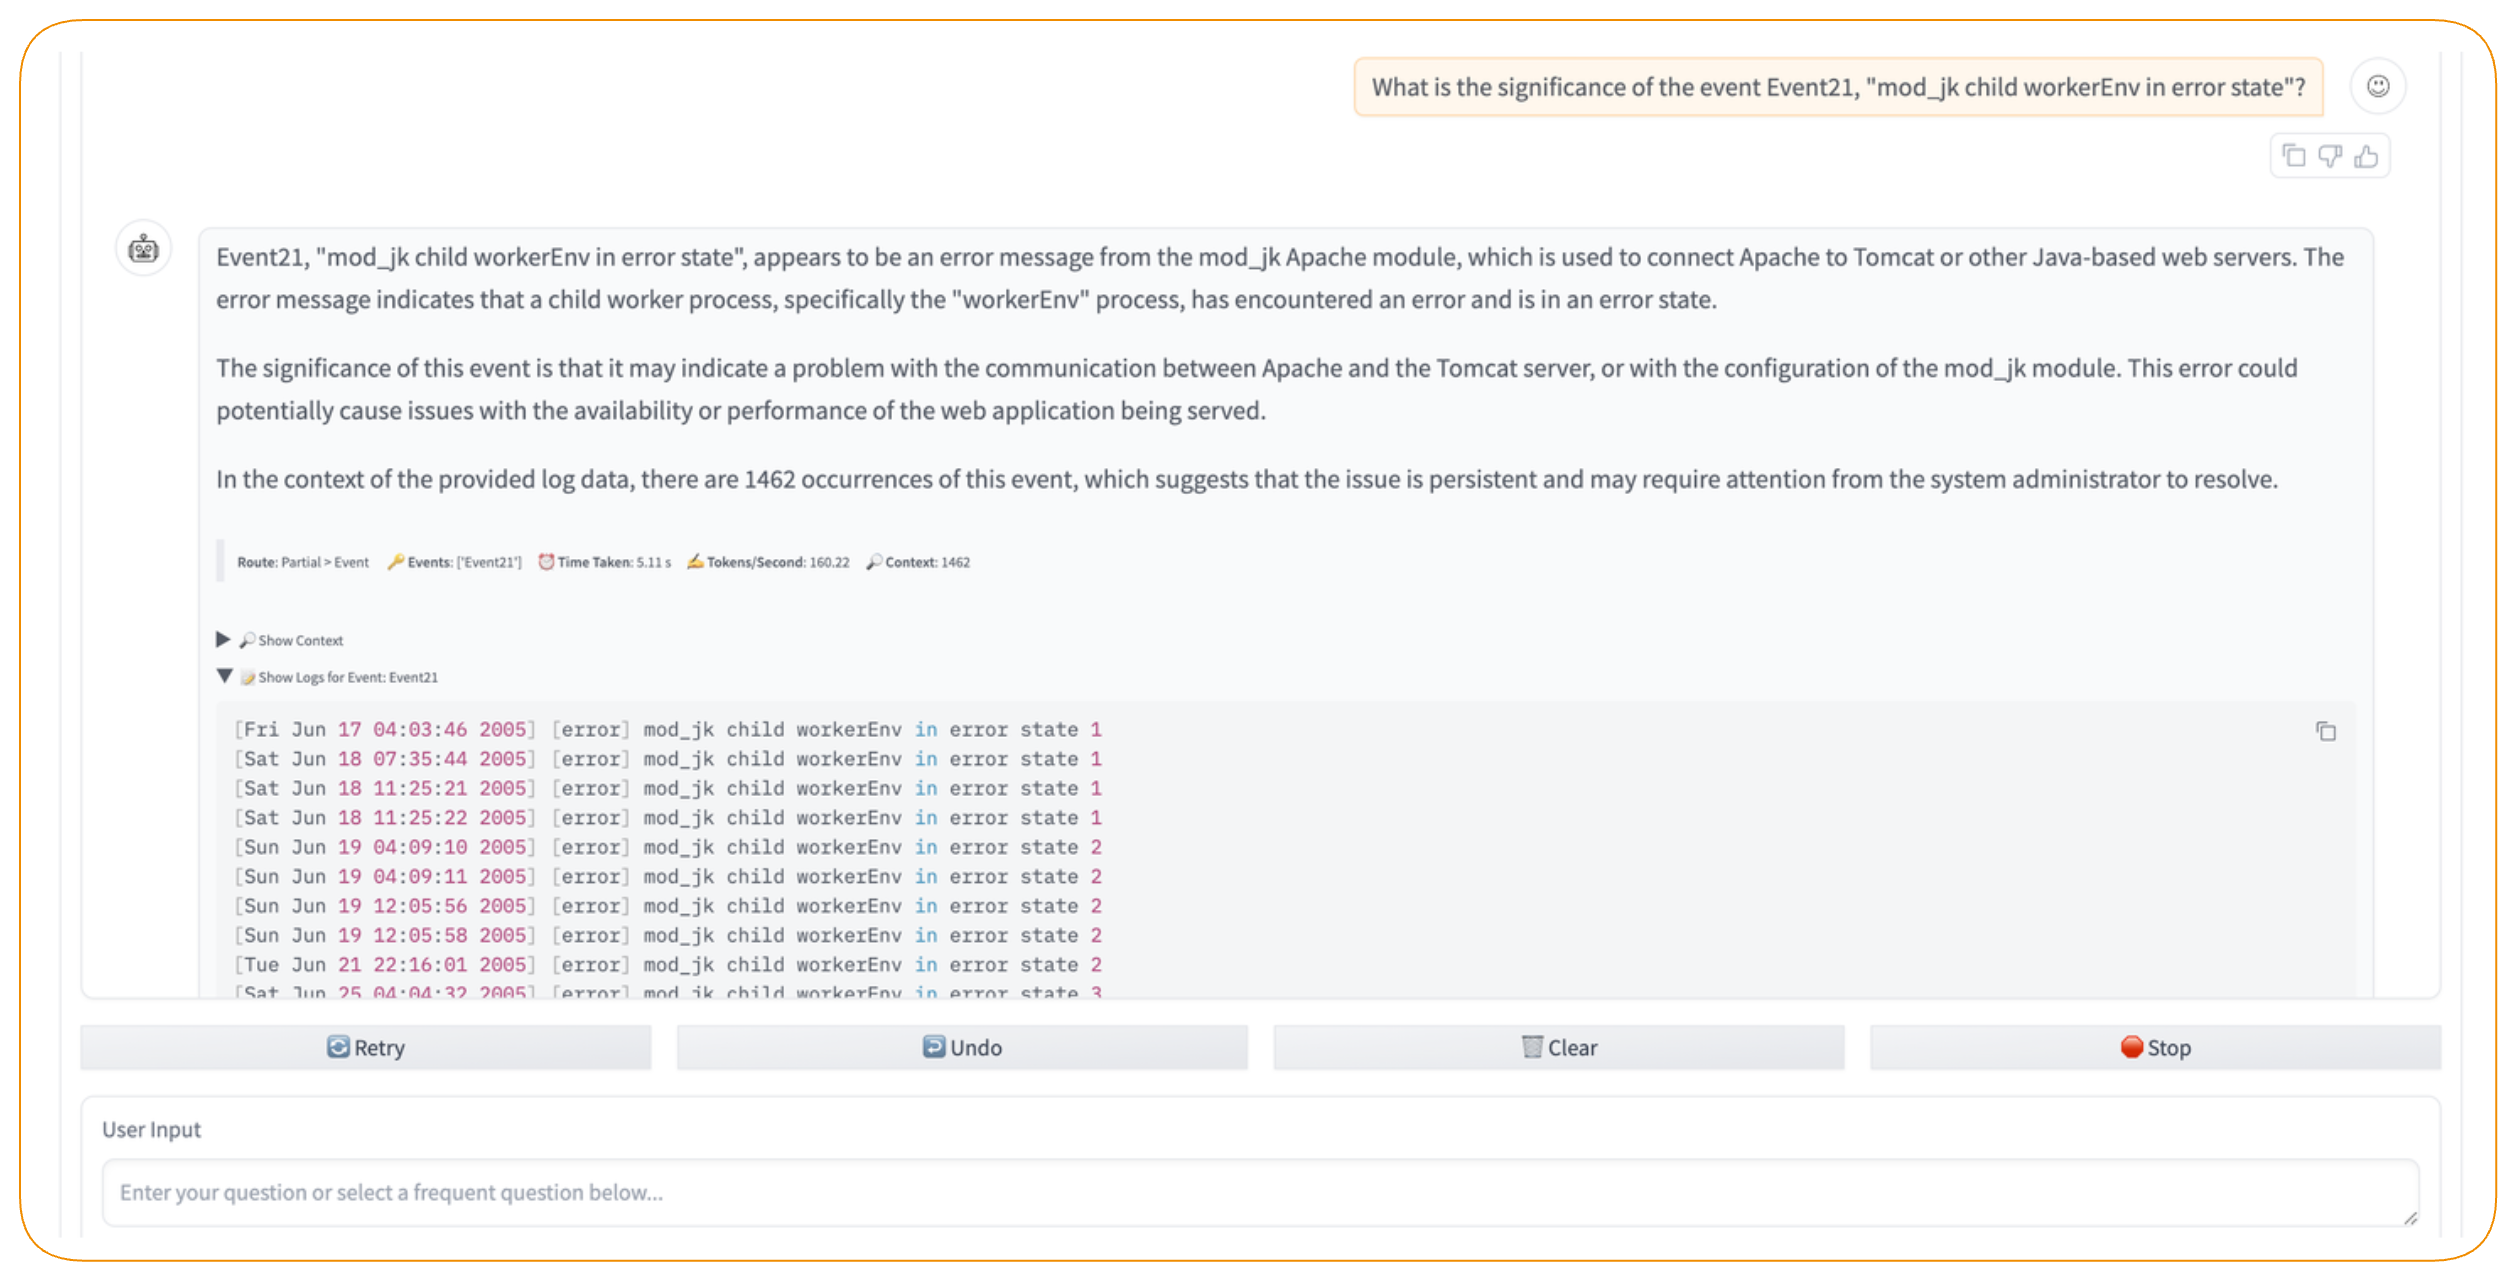 What is the significance of the event Event21, "mod_jk child workerEnv in error state"?
Event21, "mod_jk child workerEnv in error state", appears to be an error message from the mod_jk Apache module, which is used to connect Apache to Tomcat or other Java-based web servers. The
error message indicates that a child worker process, specifically the "workerEnv" process, has encountered an error and is in an error state.
The significance of this event is that it may indicate a problem with the communication between Apache and the Tomcat server, or with the configuration of the mod_jk module. This error could
potentially cause issues with the availability or performance of the web application being served.
In the context of the provided log data, there are 1462 occurrences of this event, which suggests that the issue is persistent and may require attention from the system administrator to resolve.
Route: Partial > Event 🔑 Events: ['Event21'] ⏰ Time Taken: 5.11 s ✍️ Tokens/Second: 160.22 🔎 Context: 1462
▶ 🔎 Show Context
▼ 📝 Show Logs for Event: Event21
[Fri Jun 17 04:03:46 2005] [error] mod_jk child workerEnv in error state 1
[Sat Jun 18 07:35:44 2005] [error] mod_jk child workerEnv in error state 1
[Sat Jun 18 11:25:21 2005] [error] mod_jk child workerEnv in error state 1
[Sat Jun 18 11:25:22 2005] [error] mod_jk child workerEnv in error state 1
[Sun Jun 19 04:09:10 2005] [error] mod_jk child workerEnv in error state 2
[Sun Jun 19 04:09:11 2005] [error] mod_jk child workerEnv in error state 2
[Sun Jun 19 12:05:56 2005] [error] mod_jk child workerEnv in error state 2
[Sun Jun 19 12:05:58 2005] [error] mod_jk child workerEnv in error state 2
[Tue Jun 21 22:16:01 2005] [error] mod_jk child workerEnv in error state 2
[Sat Jun 25 04:04:32 2005] [error] mod_jk child workerEnv in error state 3
🔄 Retry
↩️ Undo
🗑️ Clear
🛑 Stop
User Input
Enter your question or select a frequent question below...